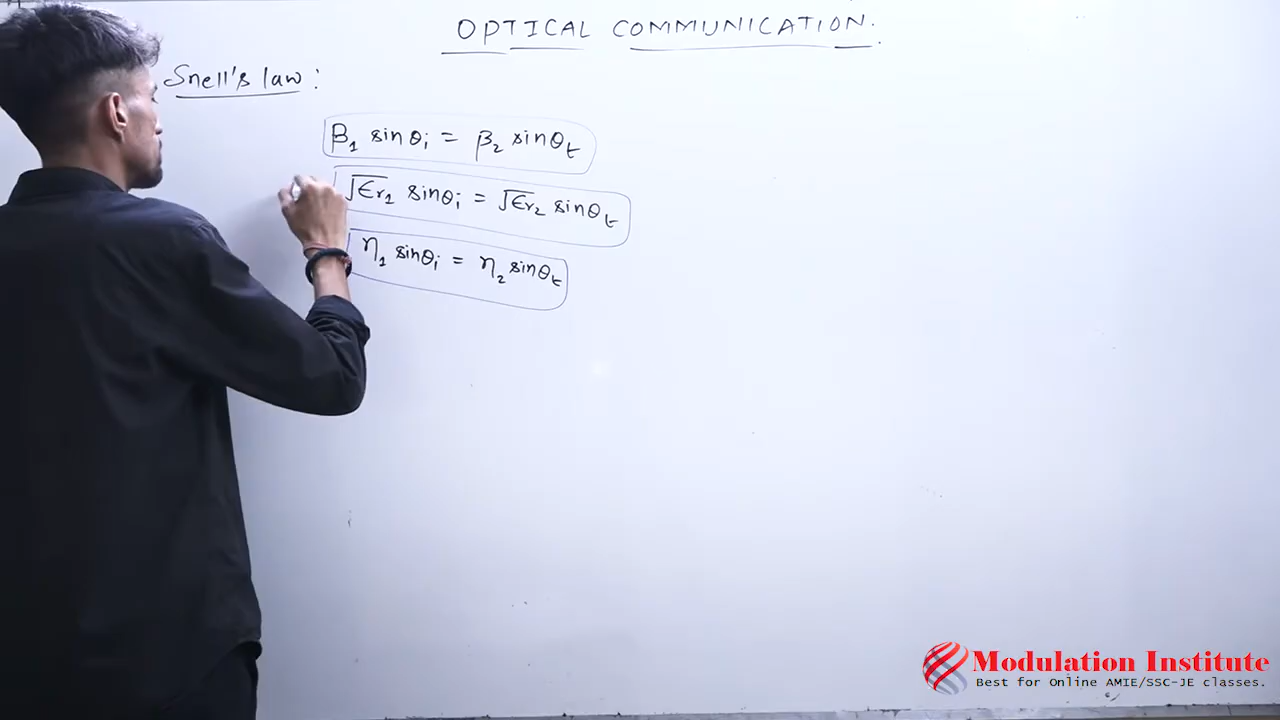 OPTICAL COMMUNICATION.
Snell's law :
β₁ sinθᵢ = β₂ sinθₜ
√ϵr₁ sinθᵢ = √ϵr₂ sinθₜ
η₁ sinθᵢ = η₂ sinθₜ
Modulation Institute
Best for Online AMIE/SSC-JE classes.